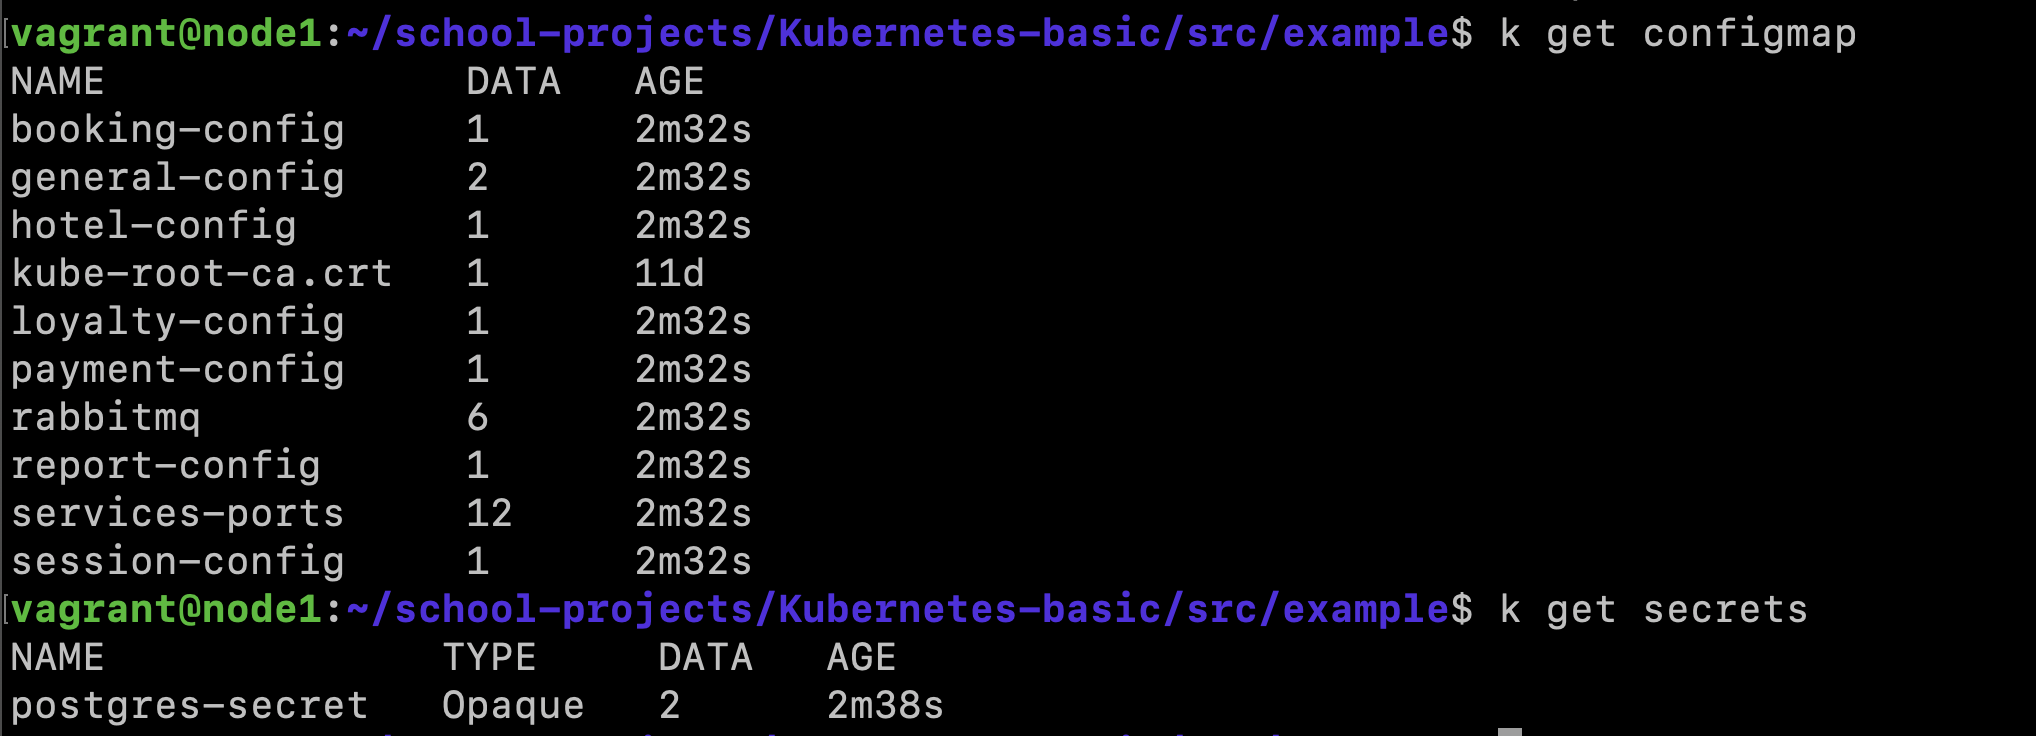 vagrant@node1:~/school-projects/Kubernetes-basic/src/example$ k get configmap
NAME DATA AGE
booking-config 1 2m32s
general-config 2 2m32s
hotel-config 1 2m32s
kube-root-ca.crt 1 11d
loyalty-config 1 2m32s
payment-config 1 2m32s
rabbitmq 6 2m32s
report-config 1 2m32s
services-ports 12 2m32s
session-config 1 2m32s
vagrant@node1:~/school-projects/Kubernetes-basic/src/example$ k get secrets
NAME TYPE DATA AGE
postgres-secret Opaque 2 2m38s